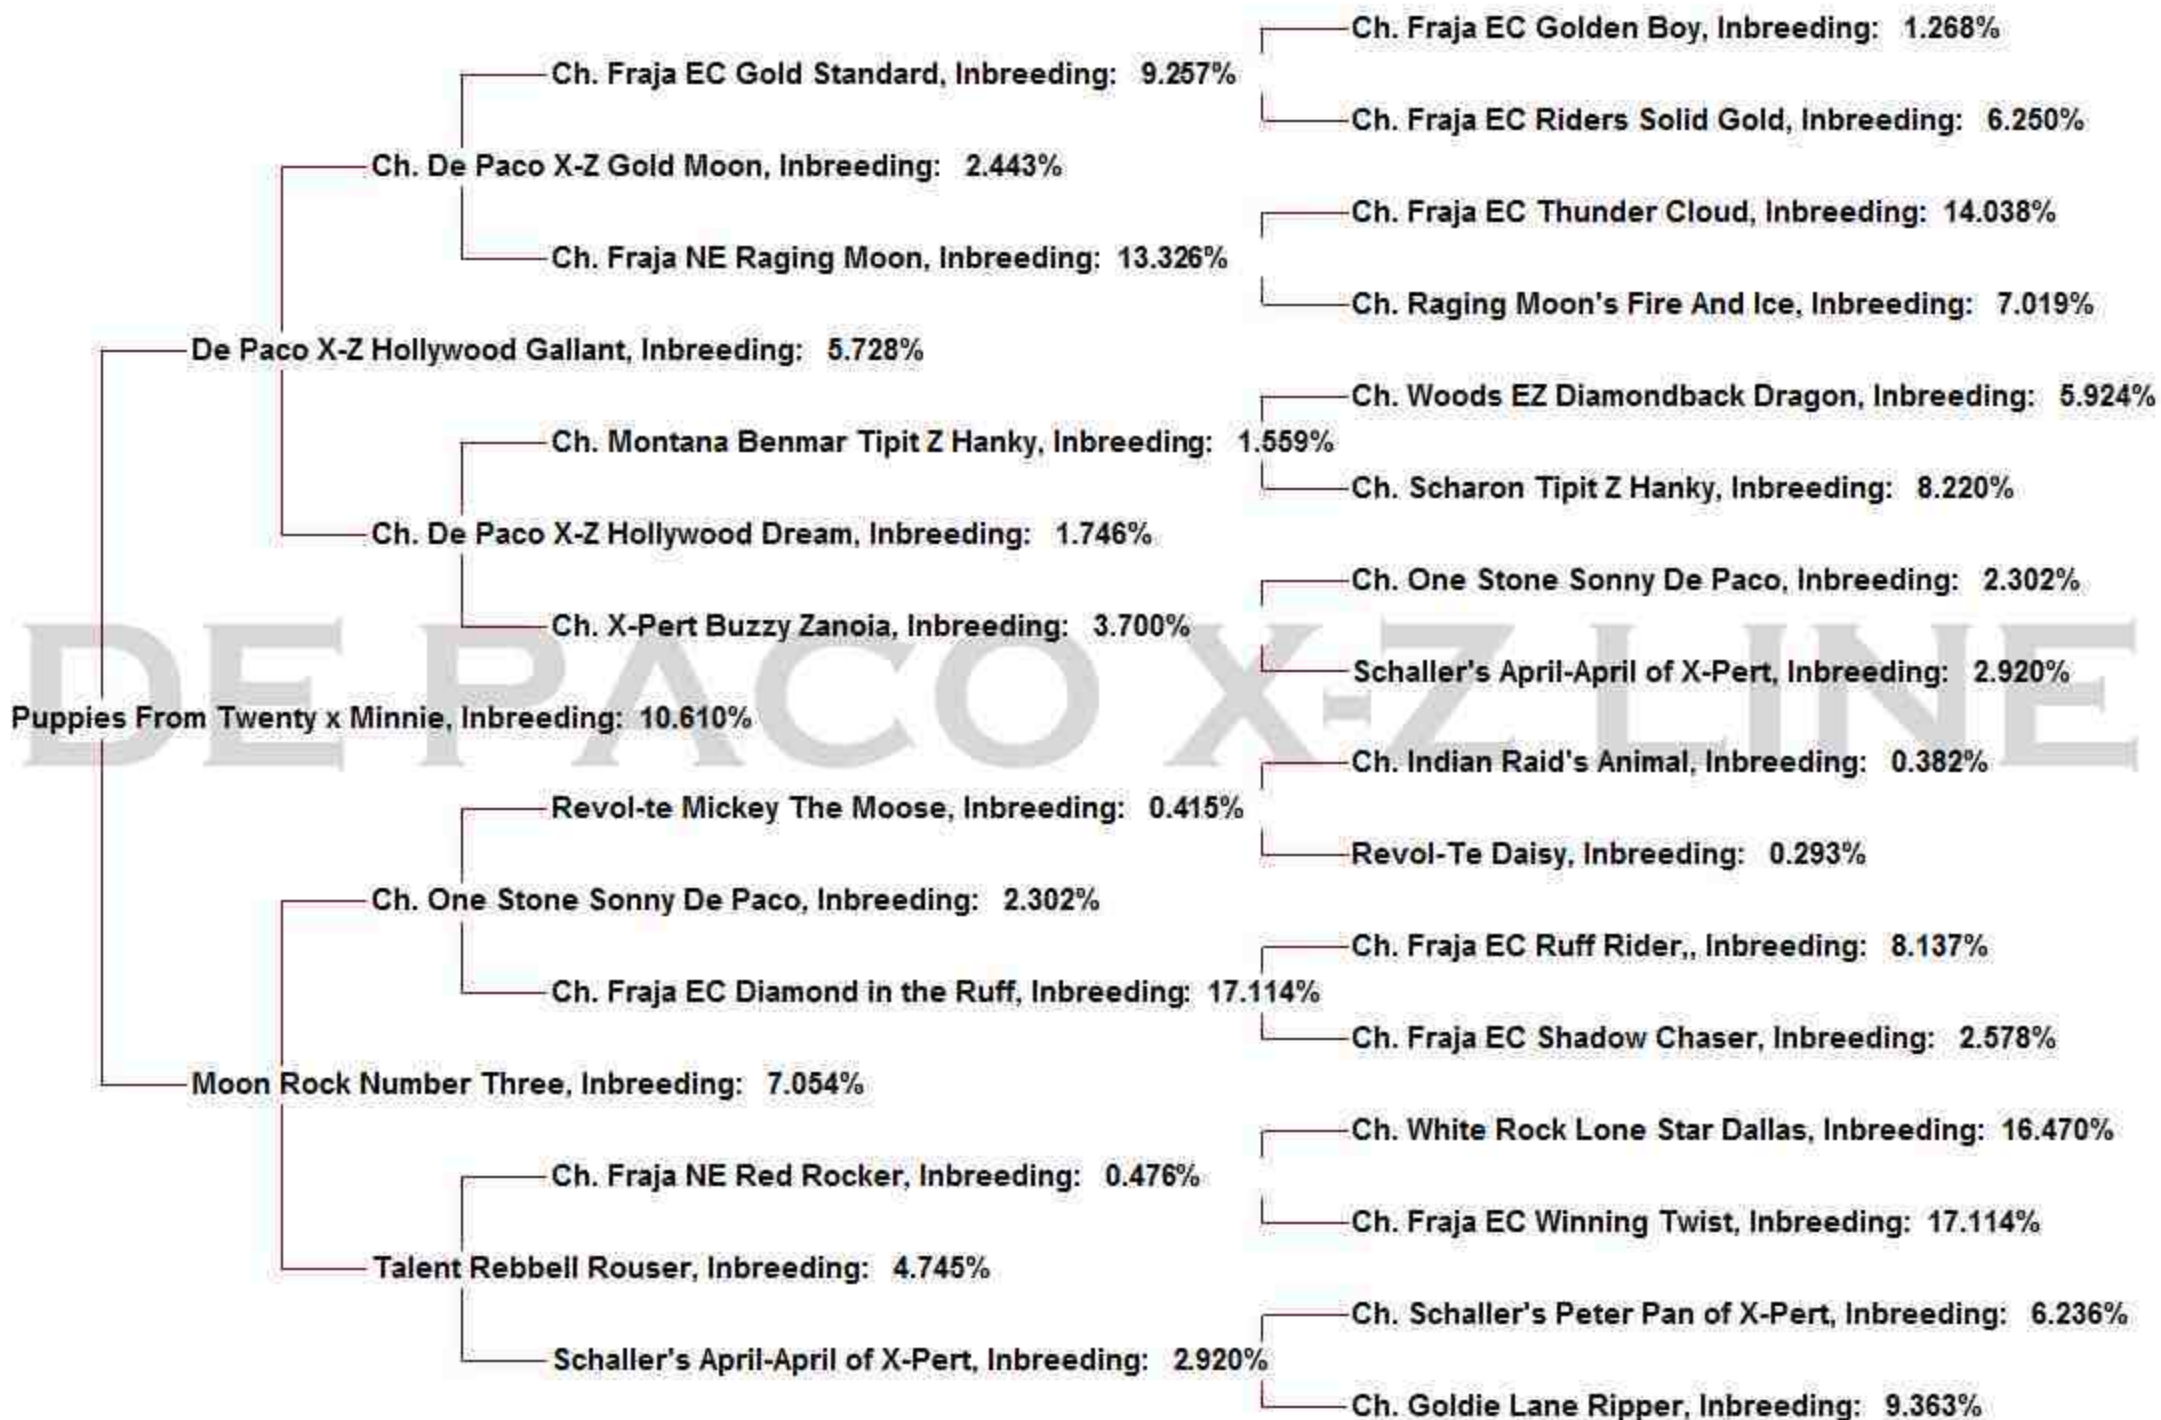 Ch. Fraja EC Golden Boy, Inbreeding: 1.268%
Ch. Fraja EC Gold Standard, Inbreeding: 9.257%
Ch. Fraja EC Riders Solid Gold, Inbreeding: 6.250%
Ch. De Paco X-Z Gold Moon, Inbreeding: 2.443%
Ch. Fraja EC Thunder Cloud, Inbreeding: 14.038%
Ch. Fraja NE Raging Moon, Inbreeding: 13.326%
Ch. Raging Moon's Fire And Ice, Inbreeding: 7.019%
De Paco X-Z Hollywood Gallant, Inbreeding: 5.728%
Ch. Woods EZ Diamondback Dragon, Inbreeding: 5.924%
Ch. Montana Benmar Tipit Z Hanky, Inbreeding: 1.559%
Ch. Scharon Tipit Z Hanky, Inbreeding: 8.220%
Ch. De Paco X-Z Hollywood Dream, Inbreeding: 1.746%
Ch. One Stone Sonny De Paco, Inbreeding: 2.302%
Ch. X-Pert Buzzy Zanoia, Inbreeding: 3.700%
Schaller's April-April of X-Pert, Inbreeding: 2.920%
DE PACO X-Z LINE
Puppies From Twenty x Minnie, Inbreeding: 10.610%
Ch. Indian Raid's Animal, Inbreeding: 0.382%
Revol-te Mickey The Moose, Inbreeding: 0.415%
Revol-Te Daisy, Inbreeding: 0.293%
Ch. One Stone Sonny De Paco, Inbreeding: 2.302%
Ch. Fraja EC Ruff Rider,, Inbreeding: 8.137%
Ch. Fraja EC Diamond in the Ruff, Inbreeding: 17.114%
Ch. Fraja EC Shadow Chaser, Inbreeding: 2.578%
Moon Rock Number Three, Inbreeding: 7.054%
Ch. White Rock Lone Star Dallas, Inbreeding: 16.470%
Ch. Fraja NE Red Rocker, Inbreeding: 0.476%
Ch. Fraja EC Winning Twist, Inbreeding: 17.114%
Talent Rebbell Rouser, Inbreeding: 4.745%
Ch. Schaller's Peter Pan of X-Pert, Inbreeding: 6.236%
Schaller's April-April of X-Pert, Inbreeding: 2.920%
Ch. Goldie Lane Ripper, Inbreeding: 9.363%